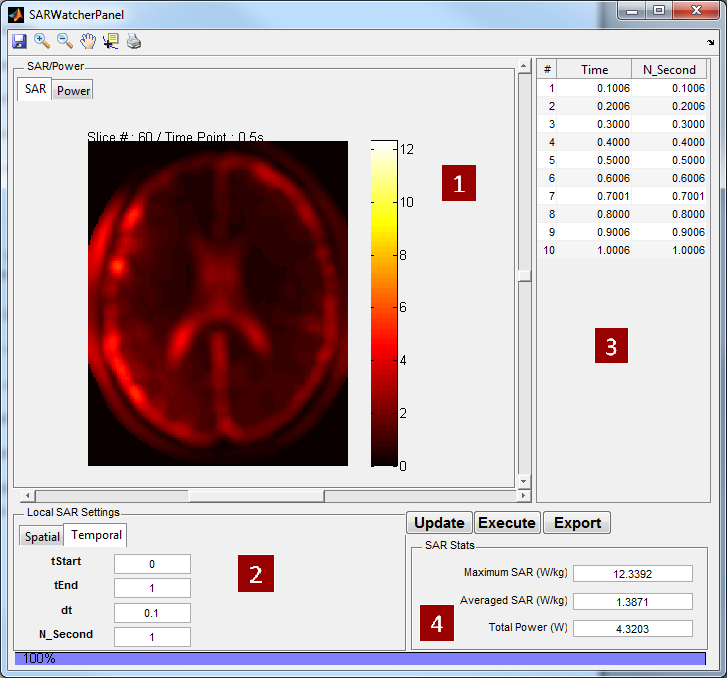 SARWatcherPanel
SAR/Power
SAR Power
Slice # : 60 / Time Point : 0.5s
12
10
8
6
4
2
0
1
# Time N_Second
1 0.1006 0.1006
2 0.2006 0.2006
3 0.3000 0.3000
4 0.4000 0.4000
5 0.5000 0.5000
6 0.6006 0.6006
7 0.7001 0.7001
8 0.8000 0.8000
9 0.9006 0.9006
10 1.0006 1.0006
3
Local SAR Settings
Spatial Temporal
tStart 0
tEnd 1
dt 0.1
N_Second 1
2
Update Execute Export
SAR Stats
Maximum SAR (W/kg) 12.3392
Averaged SAR (W/kg) 1.3871
Total Power (W) 4.3203
4
100%